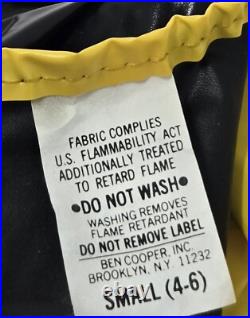 FABRIC COMPLIES
U.S. FLAMMABILITY ACT
ADDITIONALLY TREATED
TO RETARD FLAME
•DO NOT WASH•
WASHING REMOVES
FLAME RETARDANT
DO NOT REMOVE LABEL
BEN COOPER, INC.
BROOKLYN, N.Y. 11232
SMALL (4-6)